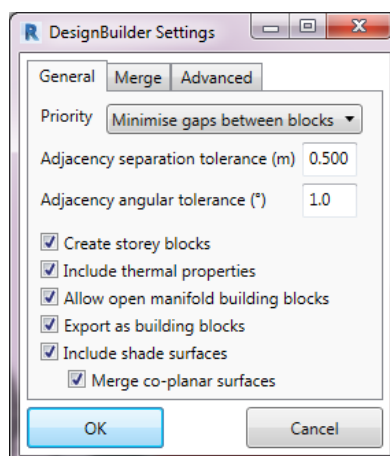 DesignBuilder Settings
General Merge Advanced
Priority Minimise gaps between blocks
Adjacency separation tolerance (m) 0.500
Adjacency angular tolerance (°) 1.0
Create storey blocks
Include thermal properties
Allow open manifold building blocks
Export as building blocks
Include shade surfaces
Merge co-planar surfaces
OK Cancel